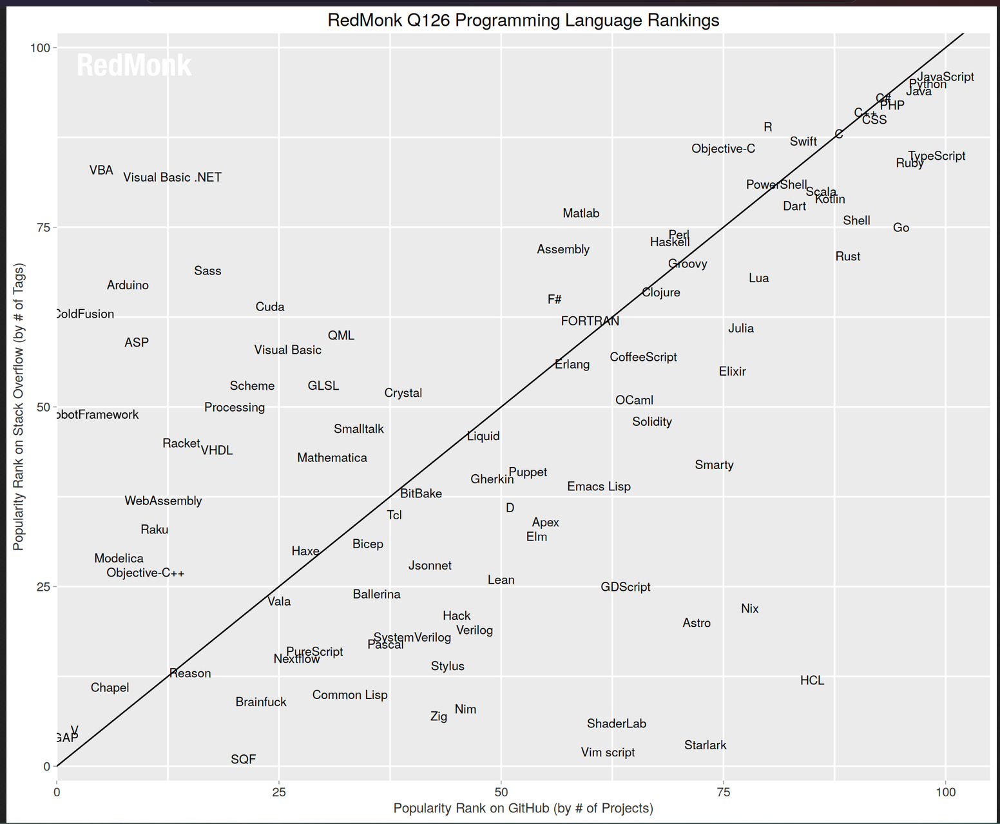 RedMonk Q126 Programming Language Rankings
100
RedMonk
JavaScript
Python
Java
C#
PHP
C++
CSS
R
C
Swift
Objective-C
TypeScript
Ruby
VBA
Visual Basic .NET
PowerShell
Scala
Kotlin
Dart
Matlab
Shell
75
Go
Perl
Haskell
Assembly
Rust
Groovy
Sass
Lua
Arduino
Clojure
F#
Cuda
ColdFusion
FORTRAN
Julia
QML
ASP
Visual Basic
CoffeeScript
Erlang
Elixir
Scheme
GLSL
Crystal
OCaml
50
Processing
obotFramework
Solidity
Smalltalk
Liquid
Racket
VHDL
Mathematica
Smarty
Puppet
Gherkin
Emacs Lisp
BitBake
WebAssembly
D
Tcl
Apex
Raku
Elm
Bicep
Haxe
Modelica
Jsonnet
Objective-C++
Lean
25
GDScript
Ballerina
Vala
Nix
Hack
Astro
Verilog
SystemVerilog
Pascal
PureScript
Nextflow
Stylus
Reason
HCL
Chapel
Common Lisp
Brainfuck
Nim
Zig
ShaderLab
V
GAP
Starlark
Vim script
SQF
0
0 25 50 75 100
Popularity Rank on GitHub (by # of Projects)
Popularity Rank on Stack Overflow (by # of Tags)